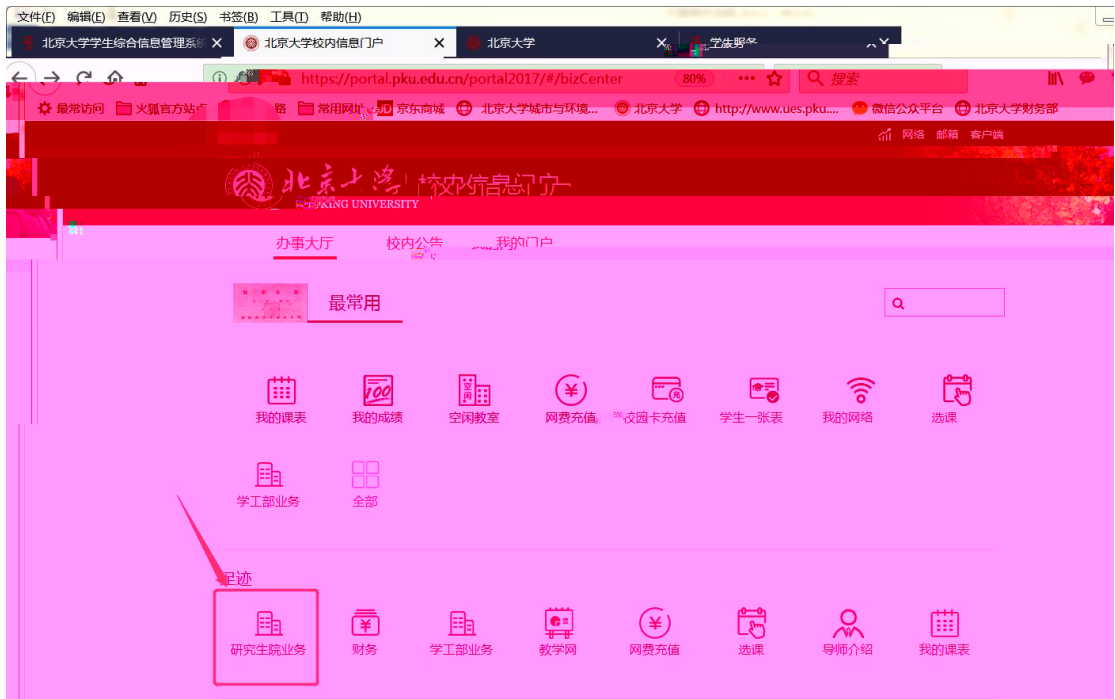 文件(F) 编辑(E) 查看(V) 历史(S) 书签(B) 工具(T) 帮助(H)
北京大学学生综合信息管理系统 北京大学校内信息门户 北京大学
https://portal.pku.edu.cn/portal2017/#/bizCenter 80% 搜索
最常访问 火狐官方站点 常用网址 JD 京东商城 北京大学城市与环境... 北京大学 http://www.ues.pku.... 微信公众平台 北京大学财务部
网络 邮箱 客户端
北京大学 校内信息门户
PEKING UNIVERSITY
办事大厅 校内公告 我的门户
最常用
我的课表 我的成绩 空闲教室 网费充值 校园卡充值 学生一张表 我的网络 选课
学工部业务 全部
足迹
研究生院业务 财务 学工部业务 教学网 网费充值 选课 导师介绍 我的课表